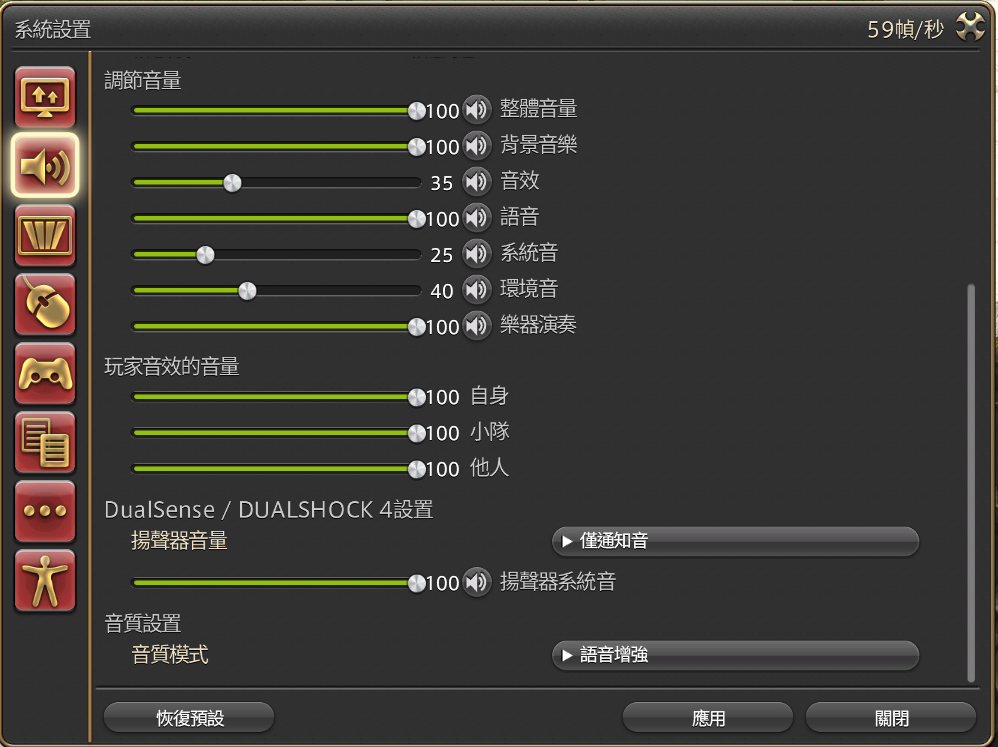 系統設置
59幀/秒
調節音量
100 整體音量
100 背景音樂
35 音效
100 語音
25 系統音
40 環境音
100 樂器演奏
玩家音效的音量
100 自身
100 小隊
100 他人
DualSense / DUALSHOCK 4設置
揚聲器音量
僅通知音
100 揚聲器系統音
音質設置
音質模式
語音增強
恢復預設
應用
關閉